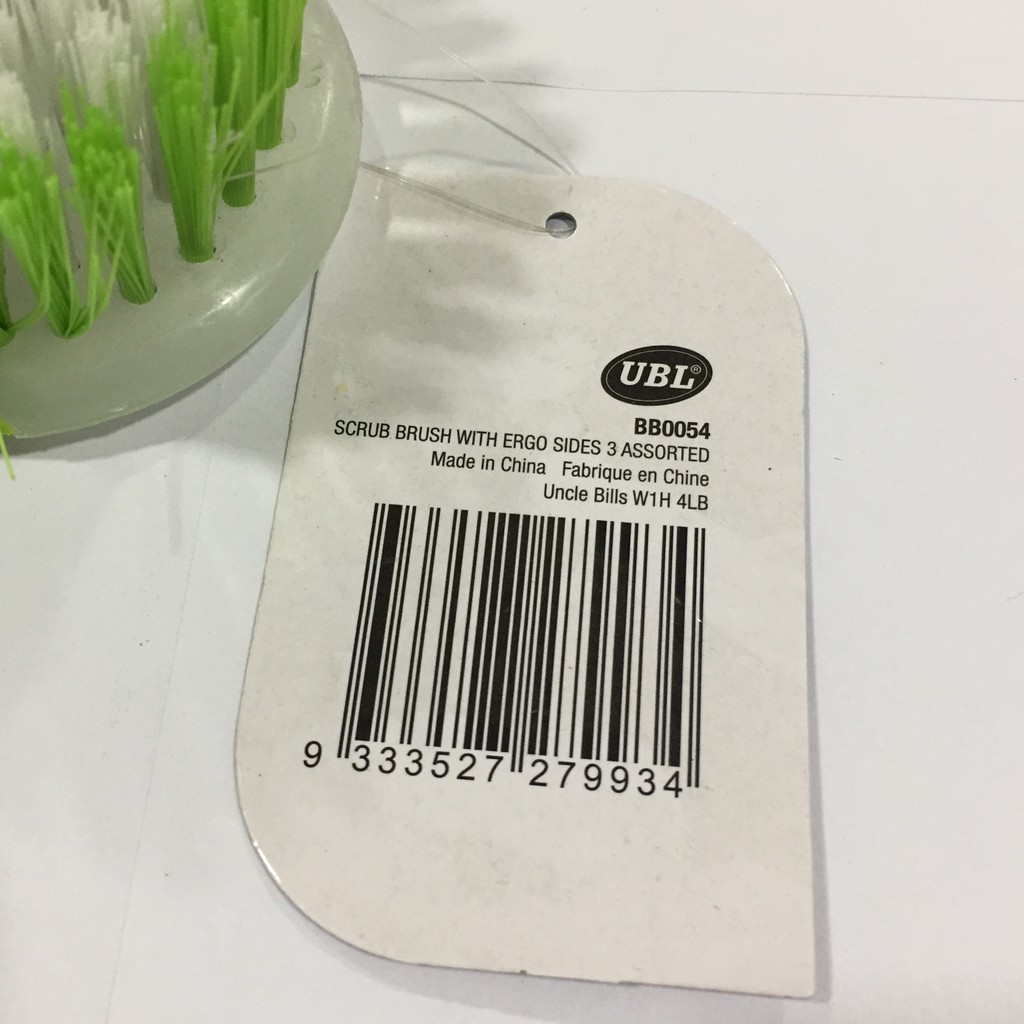 UBL®
BB0054
SCRUB BRUSH WITH ERGO SIDES 3 ASSORTED
Made in China Fabrique en Chine
Uncle Bills W1H 4LB
9 333527 279934